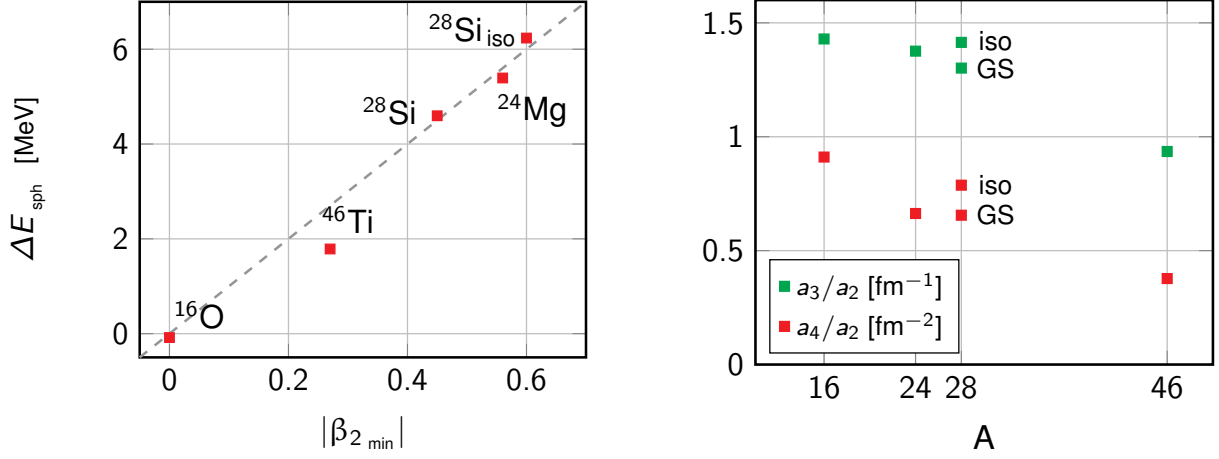 ΔE sph [MeV]
6
4
2
0
²⁸Si iso
²⁴Mg
²⁸Si
⁴⁶Ti
¹⁶O
0 0.2 0.4 0.6
|β₂ min|
1.5
1
0.5
0
iso
GS
iso
GS
a₃/a₂ [fm⁻¹]
a₄/a₂ [fm⁻²]
16 24 28 46
A